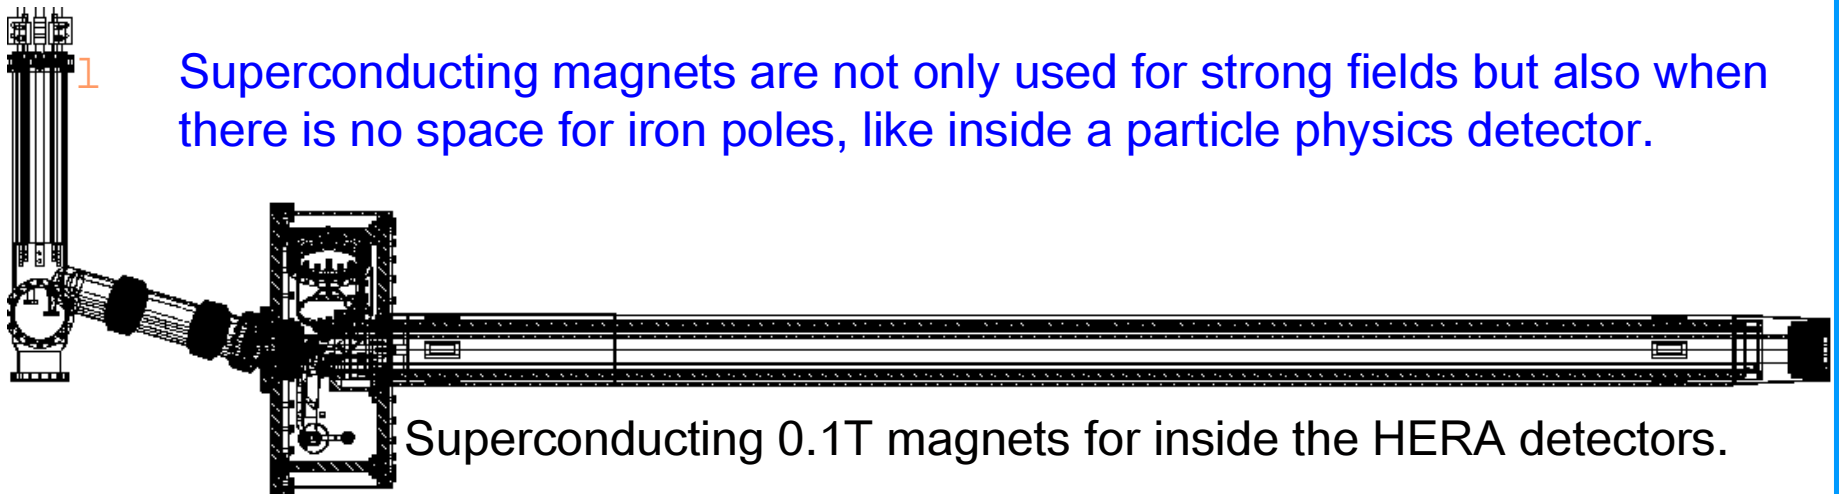 l Superconducting magnets are not only used for strong fields but also when
there is no space for iron poles, like inside a particle physics detector.
Superconducting 0.1T magnets for inside the HERA detectors.